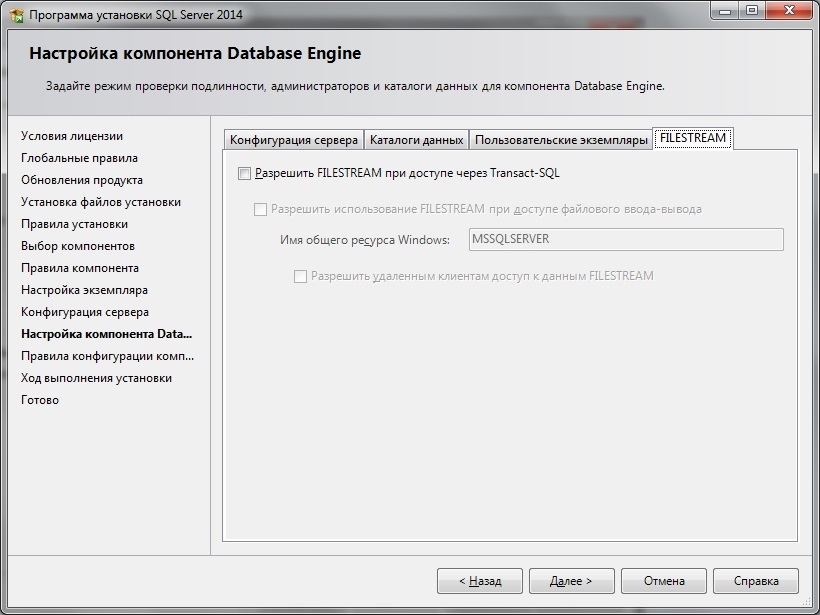 Программа установки SQL Server 2014
Настройка компонента Database Engine
Задайте режим проверки подлинности, администраторов и каталоги данных для компонента Database Engine.
Условия лицензии
Глобальные правила
Обновления продукта
Установка файлов установки
Правила установки
Выбор компонентов
Правила компонента
Настройка экземпляра
Конфигурация сервера
Настройка компонента Data...
Правила конфигурации комп...
Ход выполнения установки
Готово
Конфигурация сервера Каталоги данных Пользовательские экземпляры FILESTREAM
Разрешить FILESTREAM при доступе через Transact-SQL
Разрешить использование FILESTREAM при доступе файлового ввода-вывода
Имя общего ресурса Windows: MSSQLSERVER
Разрешить удаленным клиентам доступ к данным FILESTREAM
< Назад Далее > Отмена Справка